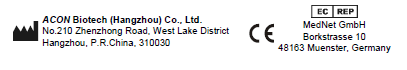 ACON Biotech (Hangzhou) Co., Ltd.
No.210 Zhenzhong Road, West Lake District
Hangzhou, P.R.China, 310030
CE
EC REP
MedNet GmbH
Borkstrasse 10
48163 Muenster, Germany